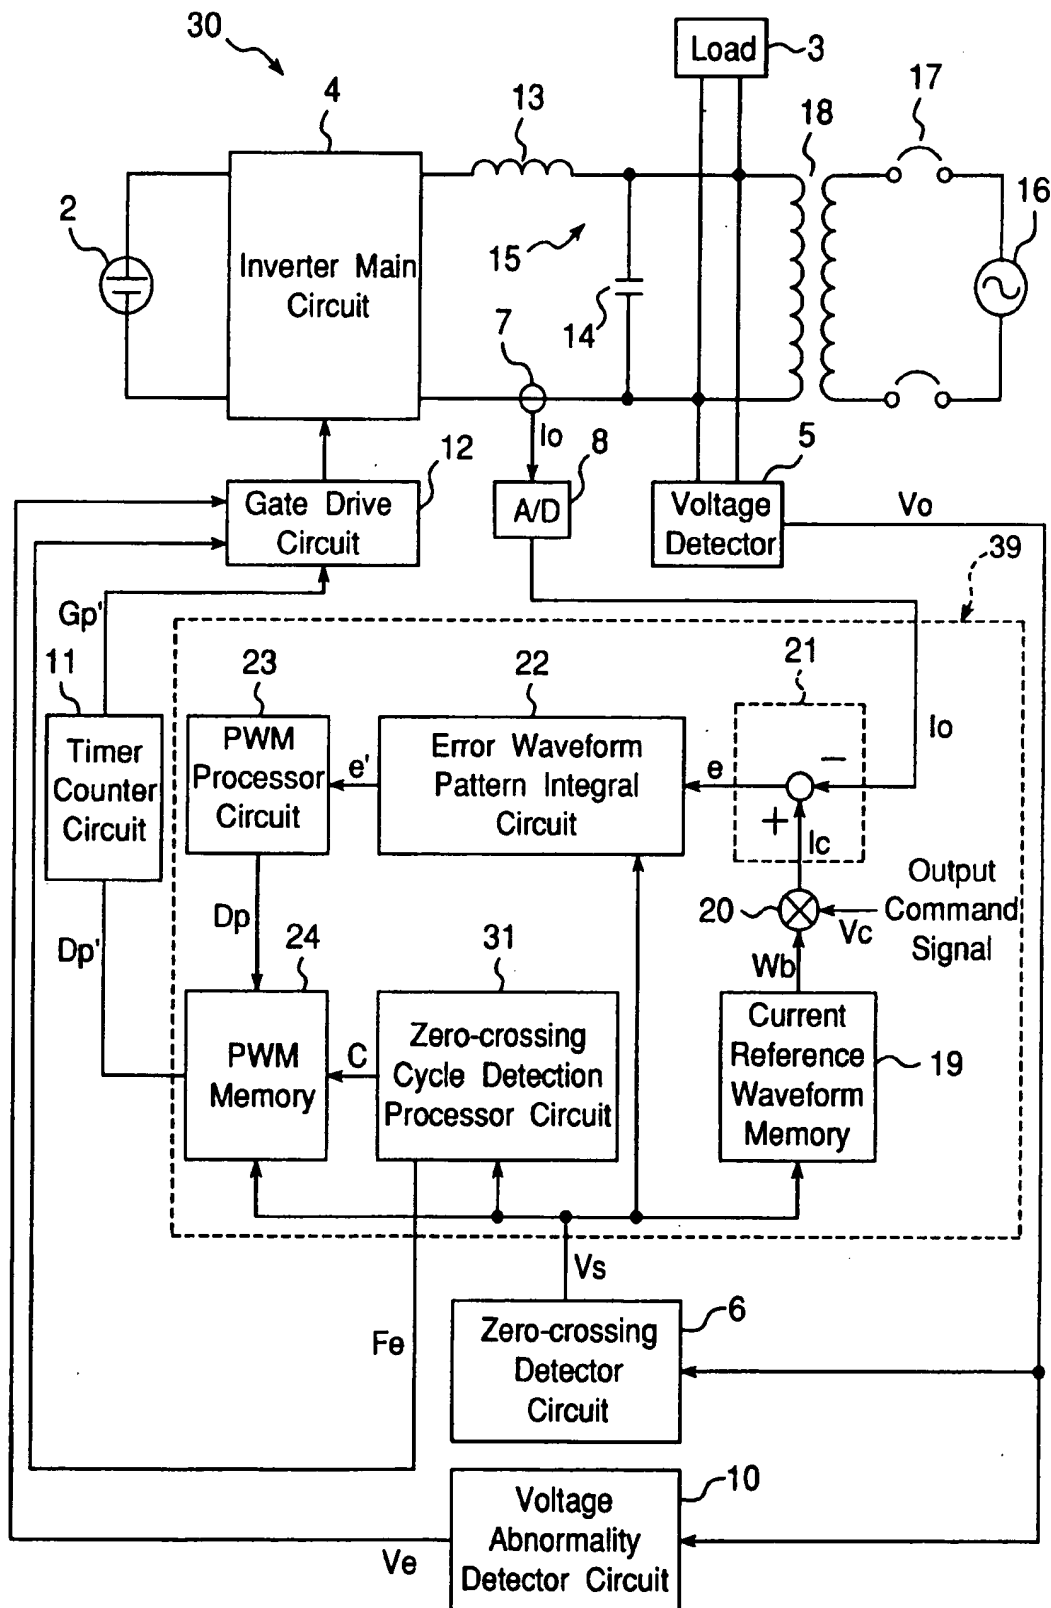 30
Load
3
4
13
18
17
2
16
Inverter Main
Circuit
15
14
7
Io
12
8
5
Gate Drive
Circuit
A/D
Voltage
Detector
Vo
39
Gp'
11
23
22
21
Timer
Counter
Circuit
PWM
Processor
Circuit
e'
Error Waveform
Pattern Integral
Circuit
e
−
+
Io
Ic
Dp'
Dp
24
31
20
Vc
Output
Command
Signal
Wb
PWM
Memory
C
Zero-crossing
Cycle Detection
Processor Circuit
Current
Reference
Waveform
Memory
19
Vs
Fe
Zero-crossing
Detector
Circuit
6
Voltage
Abnormality
Detector Circuit
10
Ve